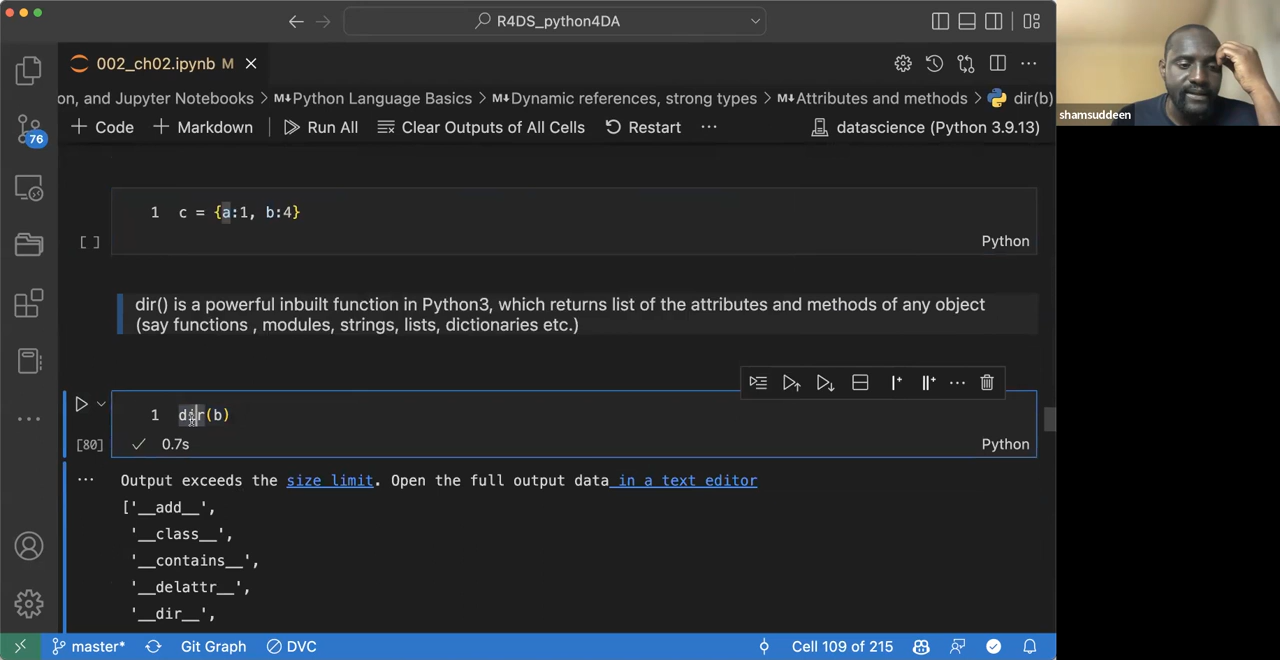 R4DS_python4DA
002_ch02.ipynb M
on, and Jupyter Notebooks > M↓Python Language Basics > M↓Dynamic references, strong types > M↓Attributes and methods > dir(b)
+ Code + Markdown Run All Clear Outputs of All Cells Restart ... datascience (Python 3.9.13)
76
1 c = {a:1, b:4}
[ ] Python
dir() is a powerful inbuilt function in Python3, which returns list of the attributes and methods of any object
(say functions , modules, strings, lists, dictionaries etc.)
1 dir(b)
[80] 0.7s Python
... Output exceeds the size limit. Open the full output data in a text editor
['__add__',
'__class__',
'__contains__',
'__delattr__',
'__dir__',
master* Git Graph DVC Cell 109 of 215
shamsuddeen